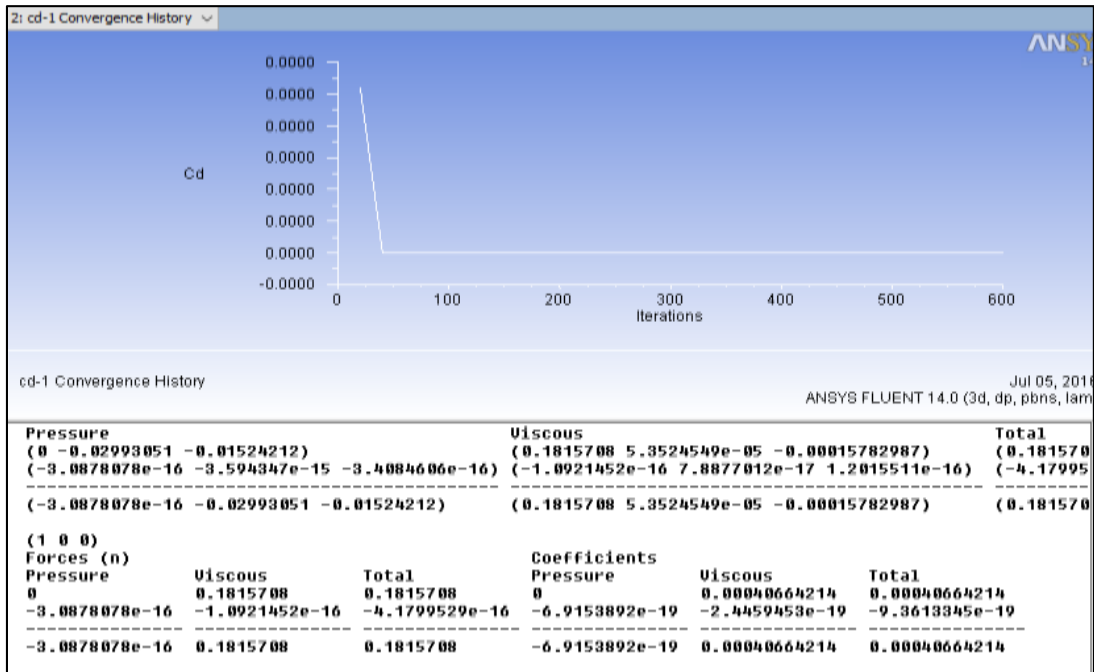 2: cd-1 Convergence History
ANSY
14
0.0000
0.0000
0.0000
0.0000
Cd
0.0000
0.0000
0.0000
-0.0000
0 100 200 300 400 500 600
Iterations
cd-1 Convergence History
Jul 05, 2016
ANSYS FLUENT 14.0 (3d, dp, pbns, lam
Pressure Viscous Total
(0 -0.02993051 -0.01524212) (0.1815708 5.3524549e-05 -0.00015782987) (0.181570
(-3.0878078e-16 -3.594347e-15 -3.4084606e-16) (-1.0921452e-16 7.8877012e-17 1.2015511e-16) (-4.17995
--------------- --------------- --------------- --------------- --------------- --------------- ---------
(-3.0878078e-16 -0.02993051 -0.01524212) (0.1815708 5.3524549e-05 -0.00015782987) (0.181570
(1 0 0)
Forces (n) Coefficients
Pressure Viscous Total Pressure Viscous Total
0 0.1815708 0.1815708 0 0.00040664214 0.00040664214
-3.0878078e-16 -1.0921452e-16 -4.1799529e-16 -6.9153892e-19 -2.4459453e-19 -9.3613345e-19
--------------- --------------- --------------- --------------- --------------- ---------------
-3.0878078e-16 0.1815708 0.1815708 -6.9153892e-19 0.00040664214 0.00040664214